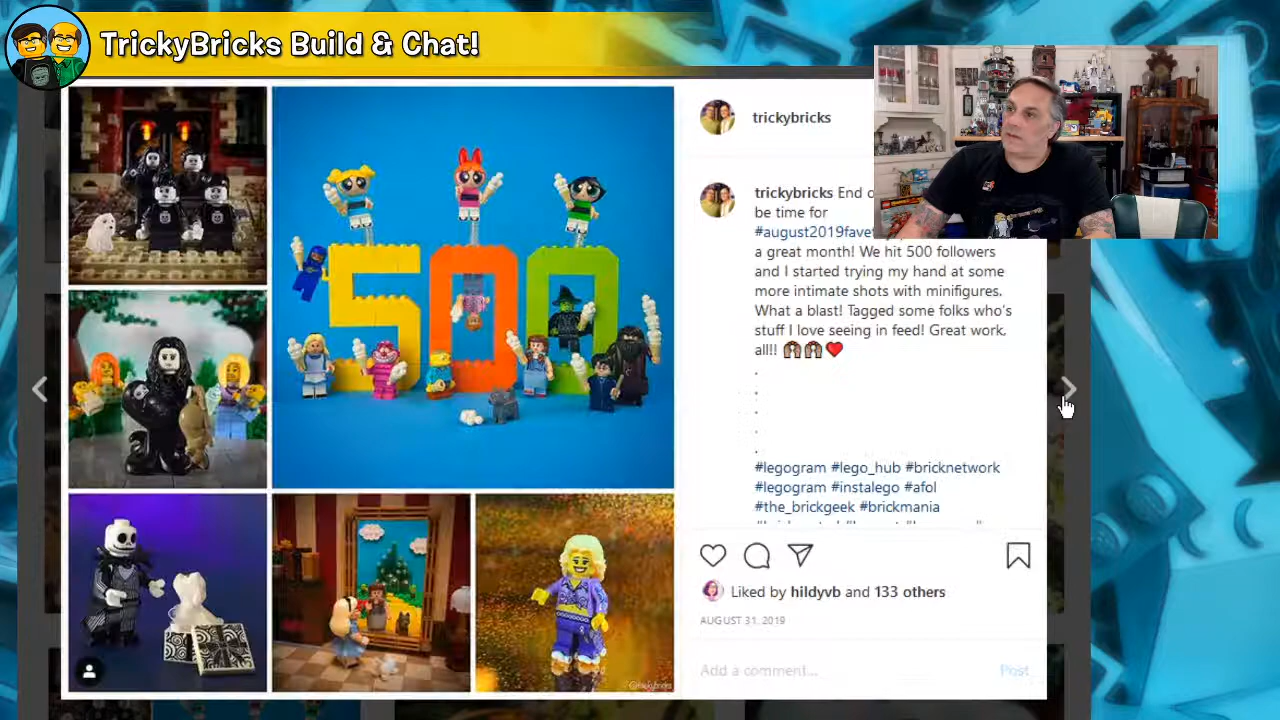 TrickyBricks Build & Chat!
trickybricks
trickybricks End o
be time for
#august2019fave
a great month! We hit 500 followers
and I started trying my hand at some
more intimate shots with minifigures.
What a blast! Tagged some folks who's
stuff I love seeing in feed! Great work,
all!!
.
.
.
.
.
#legogram #lego_hub #bricknetwork
#legogram #instalego #afol
#the_brickgeek #brickmania
500
Liked by hildyvb and 133 others
AUGUST 31, 2019
Add a comment...
Post
@trickybricks